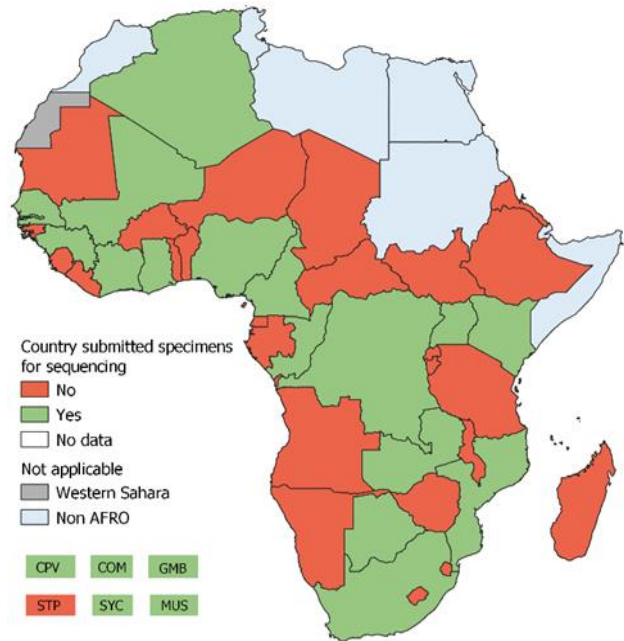 Country submitted specimens
for sequencing
No
Yes
No data
Not applicable
Western Sahara
Non AFRO
CPV COM GMB
STP SYC MUS